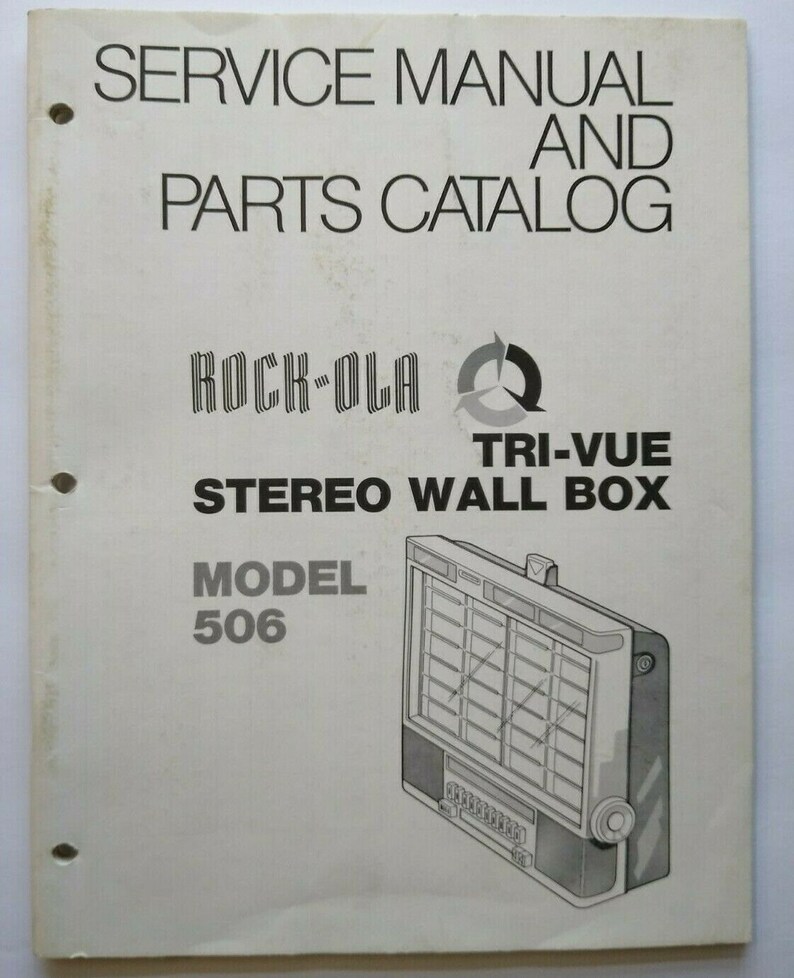 SERVICE MANUAL
AND
PARTS CATALOG
ROCK-OLA
TRI-VUE
STEREO WALL BOX
MODEL
506